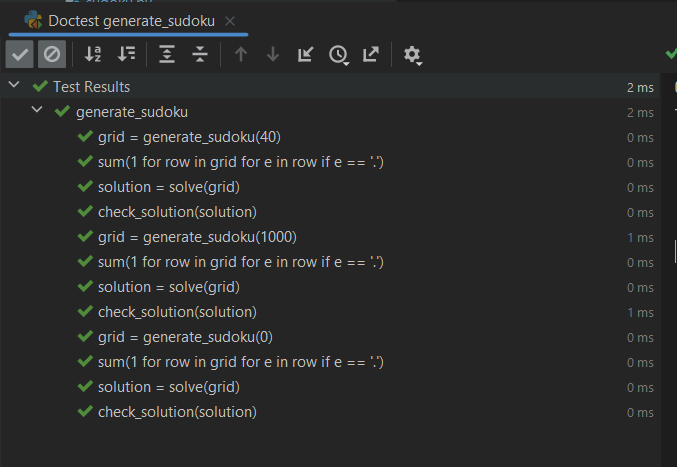 Doctest generate_sudoku
Test Results 2 ms
generate_sudoku 2 ms
grid = generate_sudoku(40) 0 ms
sum(1 for row in grid for e in row if e == '.') 0 ms
solution = solve(grid) 0 ms
check_solution(solution) 0 ms
grid = generate_sudoku(1000) 1 ms
sum(1 for row in grid for e in row if e == '.') 0 ms
solution = solve(grid) 0 ms
check_solution(solution) 1 ms
grid = generate_sudoku(0) 0 ms
sum(1 for row in grid for e in row if e == '.') 0 ms
solution = solve(grid) 0 ms
check_solution(solution) 0 ms